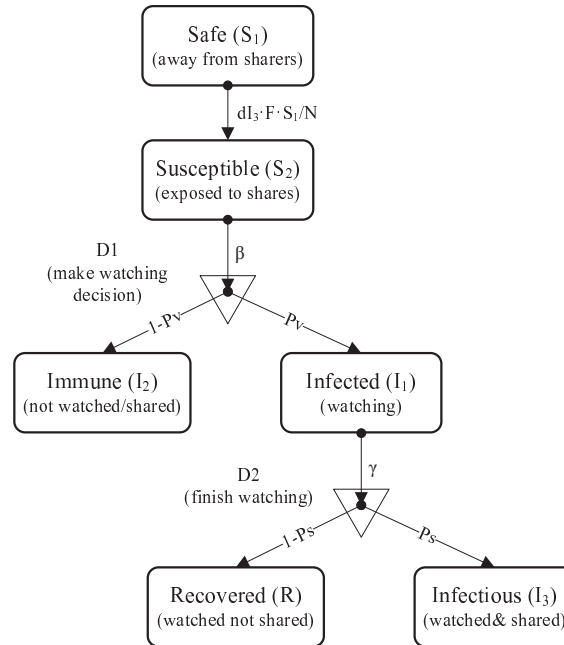 Safe (S₁)
(away from sharers)
dI₃·F·S₁/N
Susceptible (S₂)
(exposed to shares)
D1
(make watching
decision)
β
1-Pv
Pv
Immune (I₂)
(not watched/shared)
Infected (I₁)
(watching)
D2
(finish watching)
γ
1-Ps
Ps
Recovered (R)
(watched not shared)
Infectious (I₃)
(watched& shared)